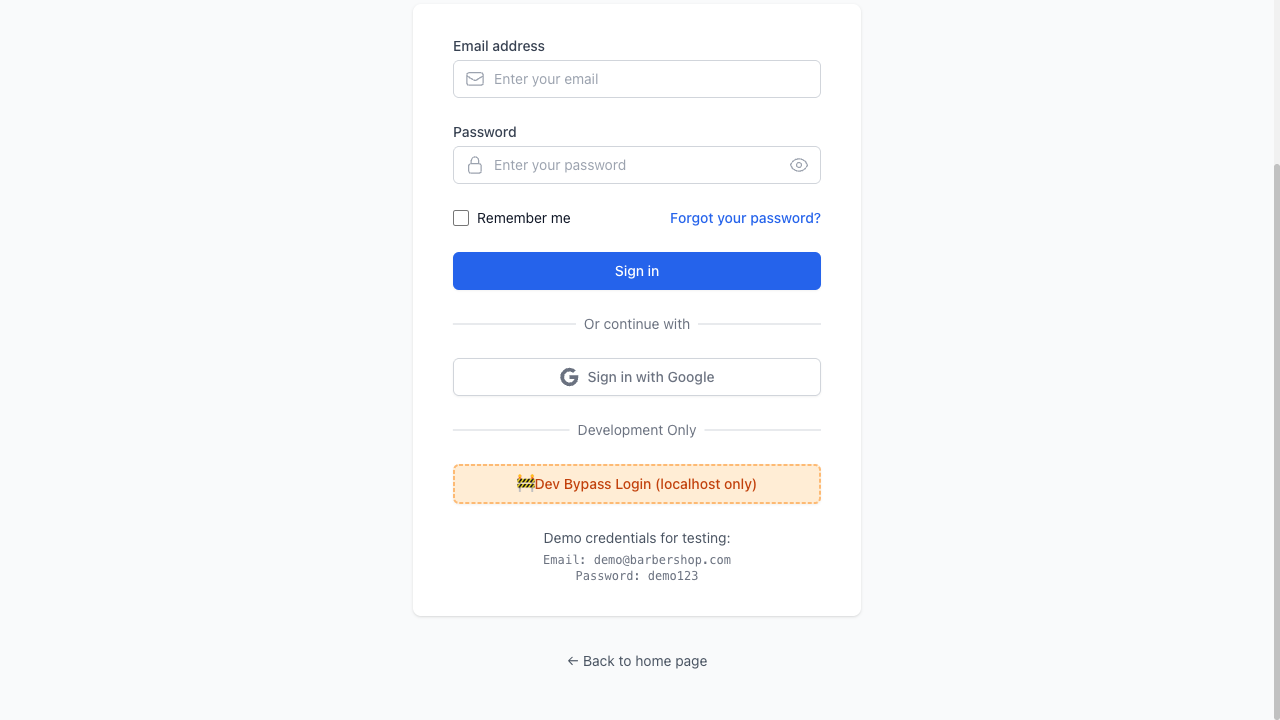 Email address
Enter your email
Password
Enter your password
Remember me
Forgot your password?
Sign in
Or continue with
Sign in with Google
Development Only
🚧Dev Bypass Login (localhost only)
Demo credentials for testing:
Email: demo@barbershop.com
Password: demo123
← Back to home page